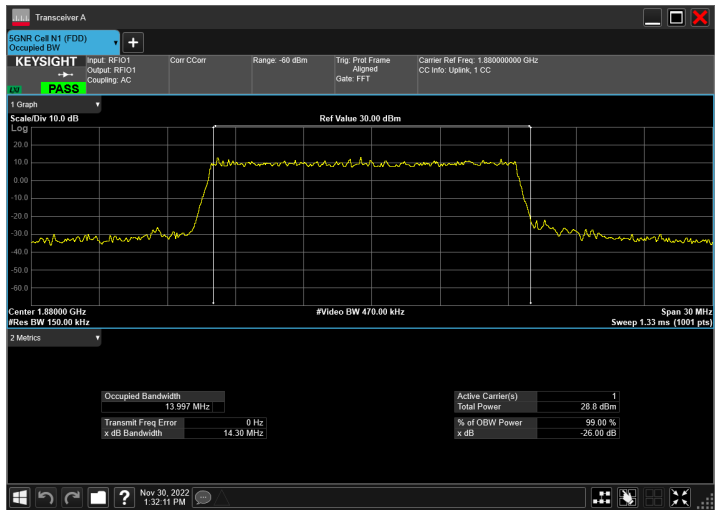 Transceiver A
5GNR Cell N1 (FDD)
Occupied BW
KEYSIGHT
Input: RFIO1
Output: RFIO1
Coupling: AC
Corr CCorr
Range: -60 dBm
Trig: Prot Frame
Aligned
Gate: FFT
Carrier Ref Freq: 1.880000000 GHz
CC Info: Uplink, 1 CC
LXI
PASS
1 Graph
Scale/Div 10.0 dB
Ref Value 30.00 dBm
Log
20.0
10.0
0.00
-10.0
-20.0
-30.0
-40.0
-50.0
-60.0
Center 1.88000 GHz
#Video BW 470.00 kHz
Span 30 MHz
#Res BW 150.00 kHz
Sweep 1.33 ms (1001 pts)
2 Metrics
Occupied Bandwidth
13.997 MHz
Transmit Freq Error 0 Hz
x dB Bandwidth 14.30 MHz
Active Carrier(s) 1
Total Power 28.8 dBm
% of OBW Power 99.00 %
x dB -26.00 dB
Nov 30, 2022
1:32:11 PM